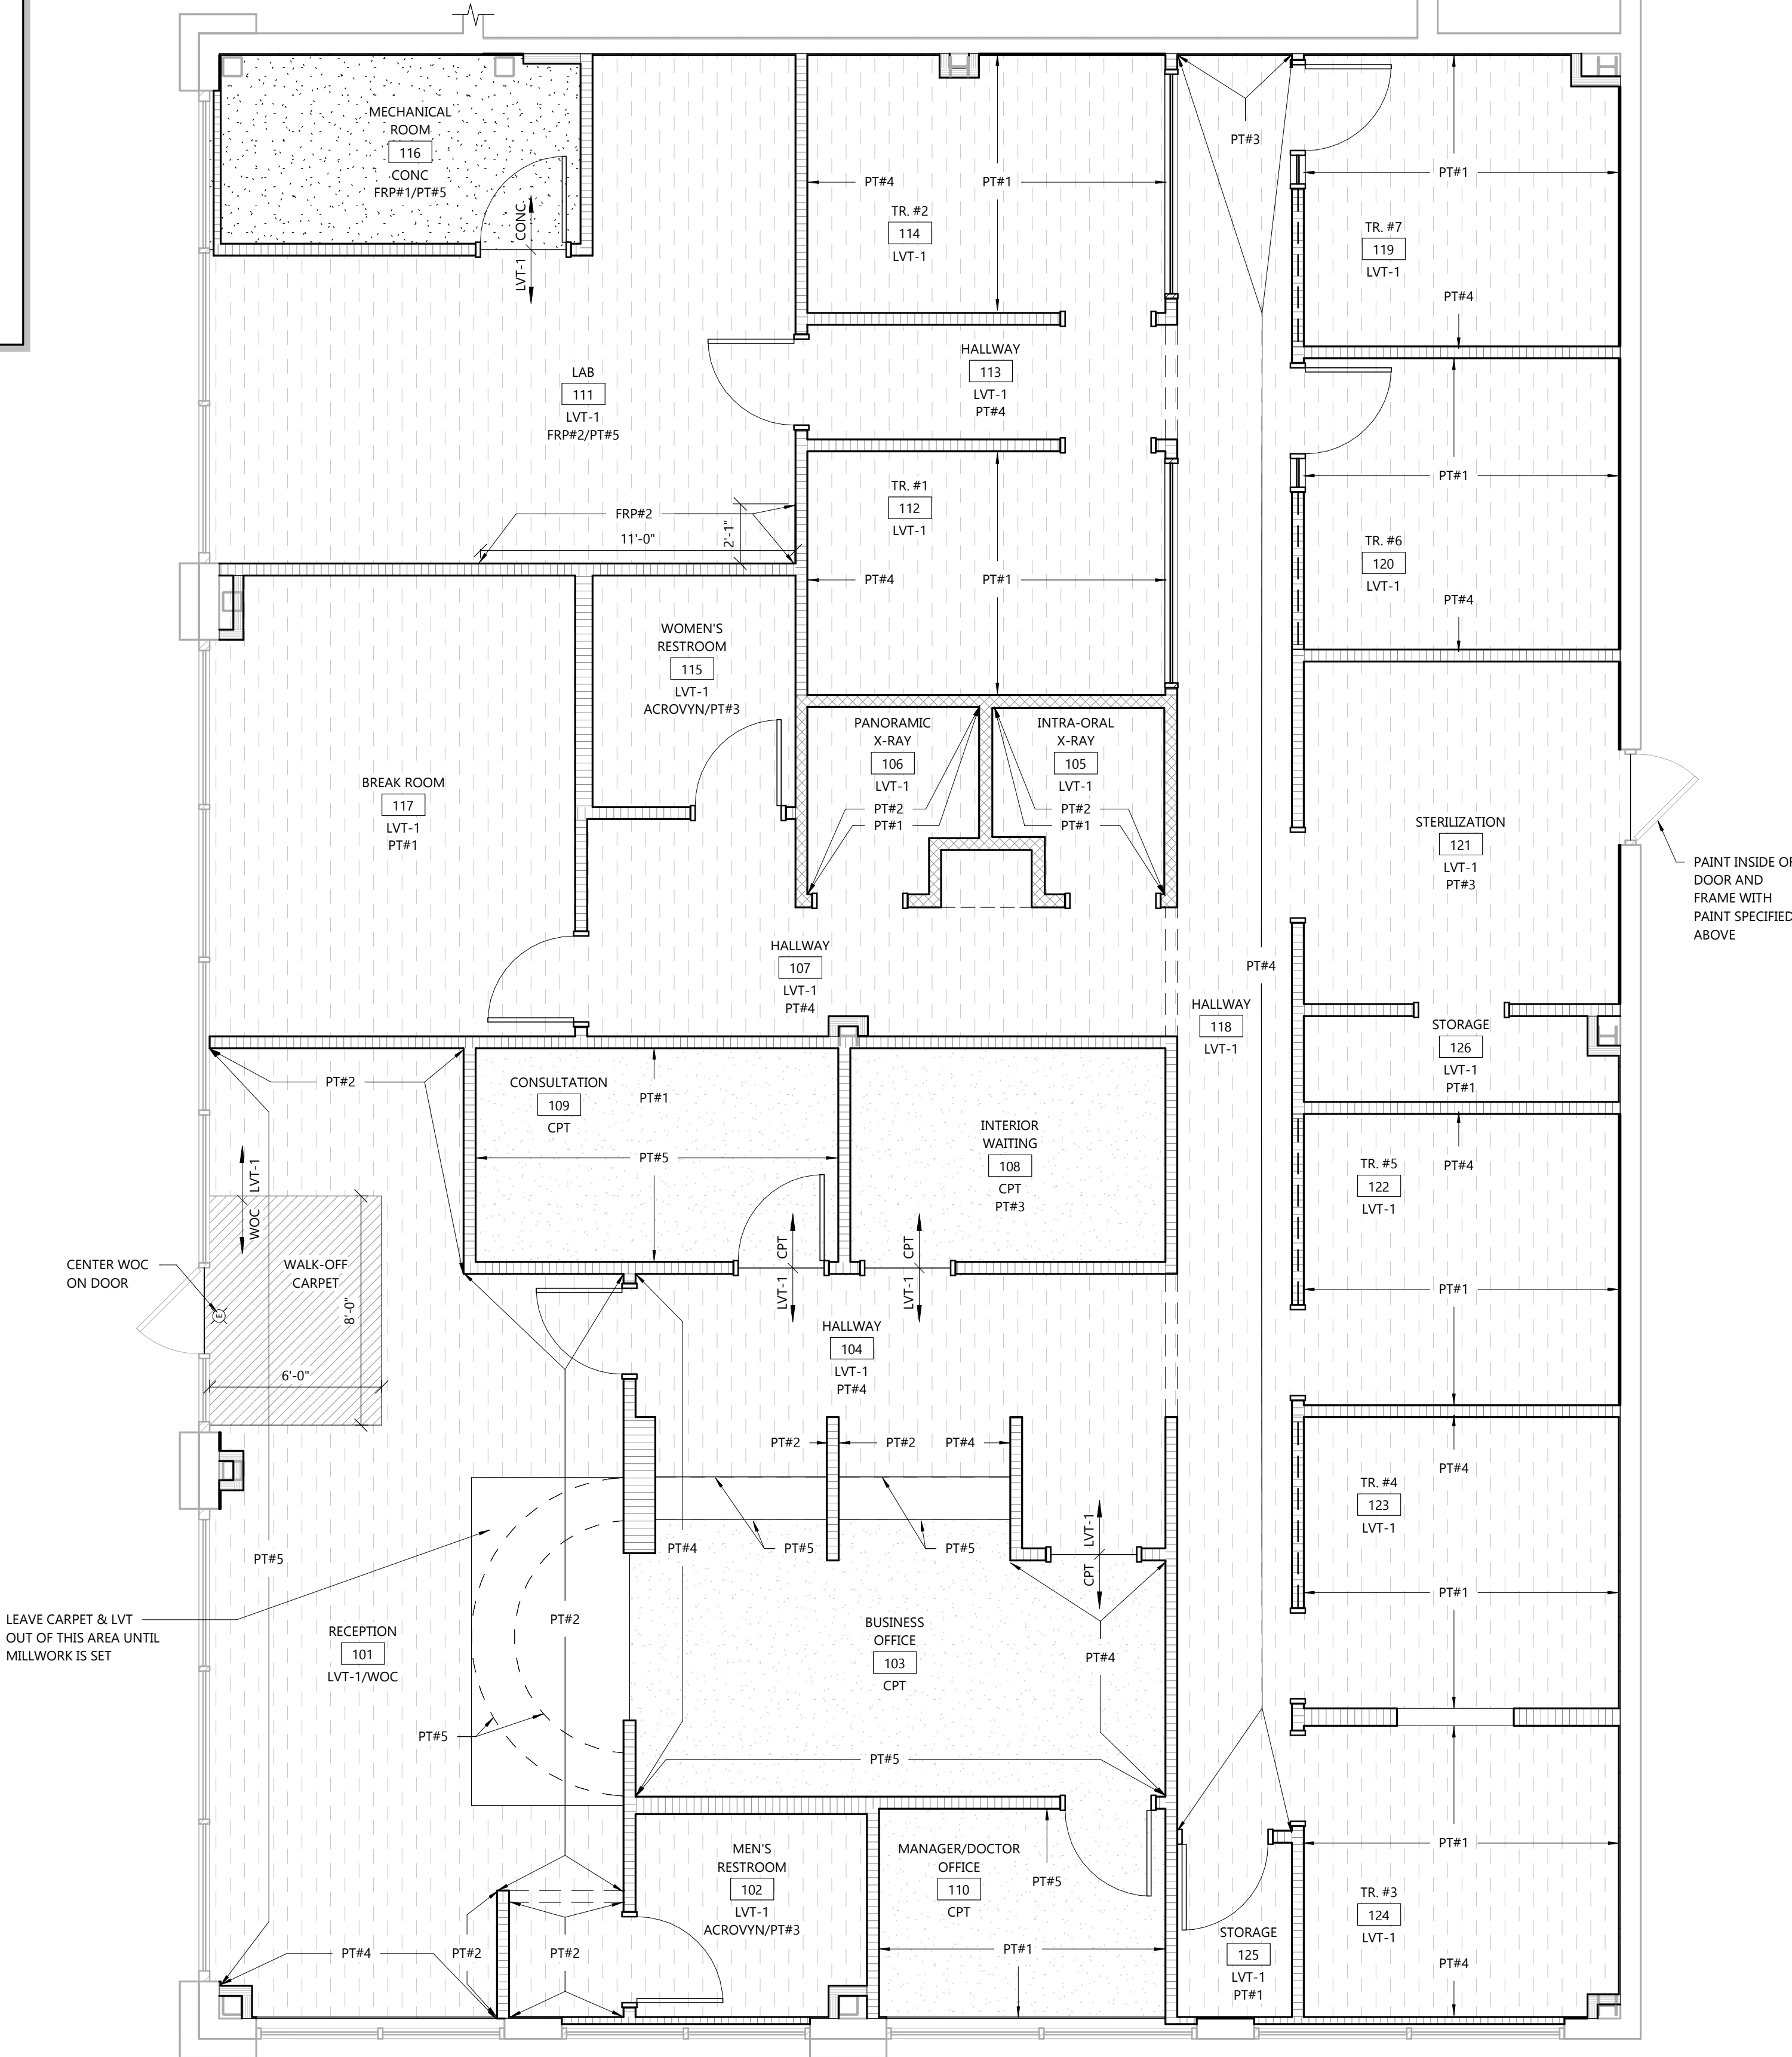 MECHANICAL
ROOM
116
CONC
FRP#1/PT#5
CONC.
LVT-1
PT#4
PT#1
TR. #2
114
LVT-1
PT#3
PT#1
TR. #7
119
LVT-1
PT#4
LAB
111
LVT-1
FRP#2/PT#5
HALLWAY
113
LVT-1
PT#4
FRP#2
11'-0"
2'-1"
TR. #1
112
LVT-1
PT#4
PT#1
PT#1
TR. #6
120
LVT-1
PT#4
WOMEN'S
RESTROOM
115
LVT-1
ACROVYN/PT#3
PANORAMIC
X-RAY
106
LVT-1
PT#2
PT#1
INTRA-ORAL
X-RAY
105
LVT-1
PT#2
PT#1
BREAK ROOM
117
LVT-1
PT#1
STERILIZATION
121
LVT-1
PT#3
PAINT INSIDE OF
DOOR AND
FRAME WITH
PAINT SPECIFIED
ABOVE
HALLWAY
107
LVT-1
PT#4
PT#4
HALLWAY
118
LVT-1
STORAGE
126
LVT-1
PT#1
PT#2
CONSULTATION
109
CPT
PT#1
PT#5
INTERIOR
WAITING
108
CPT
PT#3
TR. #5
122
LVT-1
PT#4
PT#1
LVT-1
WOC
CENTER WOC
ON DOOR
WALK-OFF
CARPET
8'-0"
6'-0"
E
CPT
LVT-1
CPT
LVT-1
HALLWAY
104
LVT-1
PT#4
PT#2
PT#2
PT#4
PT#4
TR. #4
123
LVT-1
PT#1
LVT-1
CPT
PT#5
PT#4
PT#5
PT#5
LEAVE CARPET & LVT
OUT OF THIS AREA UNTIL
MILLWORK IS SET
RECEPTION
101
LVT-1/WOC
PT#2
BUSINESS
OFFICE
103
CPT
PT#4
PT#5
PT#5
MEN'S
RESTROOM
102
LVT-1
ACROVYN/PT#3
MANAGER/DOCTOR
OFFICE
110
CPT
PT#5
PT#1
PT#1
TR. #3
124
LVT-1
PT#4
STORAGE
125
LVT-1
PT#1
PT#4
PT#2
PT#2